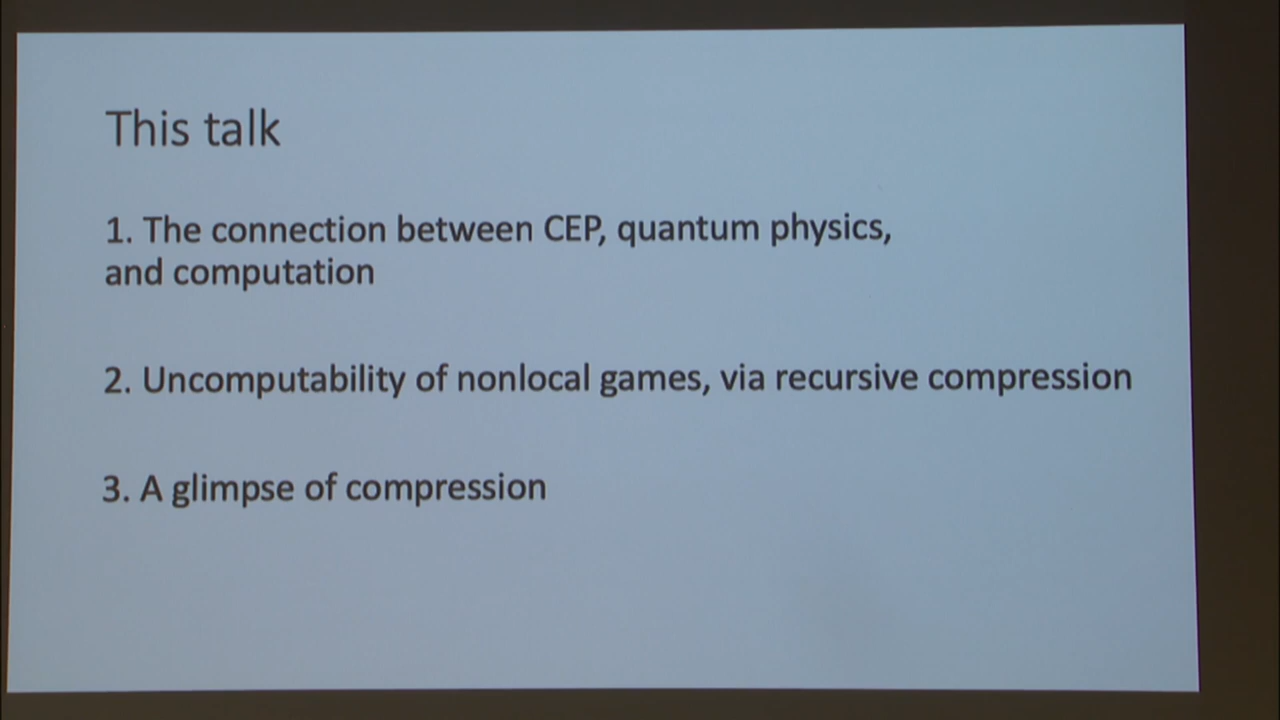 This talk
1. The connection between CEP, quantum physics,
and computation
2. Uncomputability of nonlocal games, via recursive compression
3. A glimpse of compression